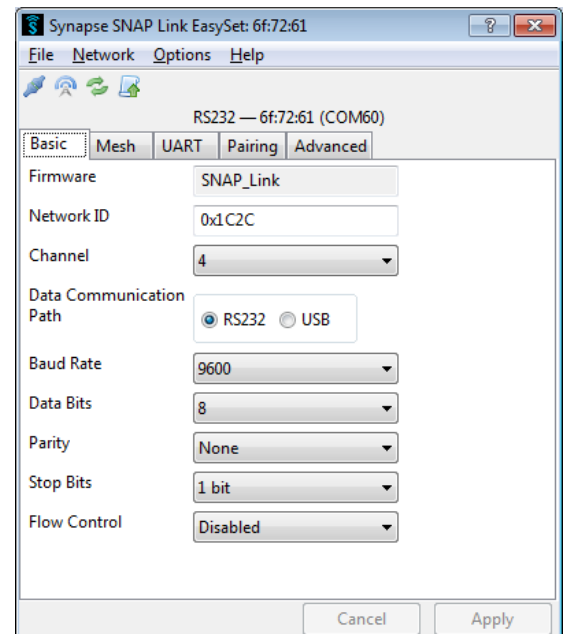 Synapse SNAP Link EasySet: 6f:72:61
File Network Options Help
RS232 — 6f:72:61 (COM60)
Basic Mesh UART Pairing Advanced
Firmware SNAP_Link
Network ID 0x1C2C
Channel 4
Data Communication
Path RS232 USB
Baud Rate 9600
Data Bits 8
Parity None
Stop Bits 1 bit
Flow Control Disabled
Cancel Apply